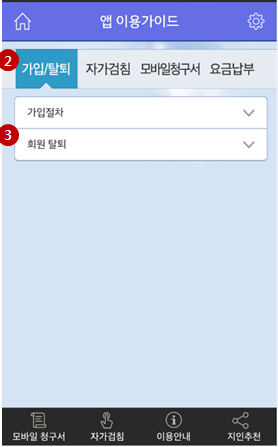 앱 이용가이드
2
가입/탈퇴 자가검침 모바일청구서 요금납부
가입절차
3
회원 탈퇴
모바일 청구서 자가검침 이용안내 지인추천